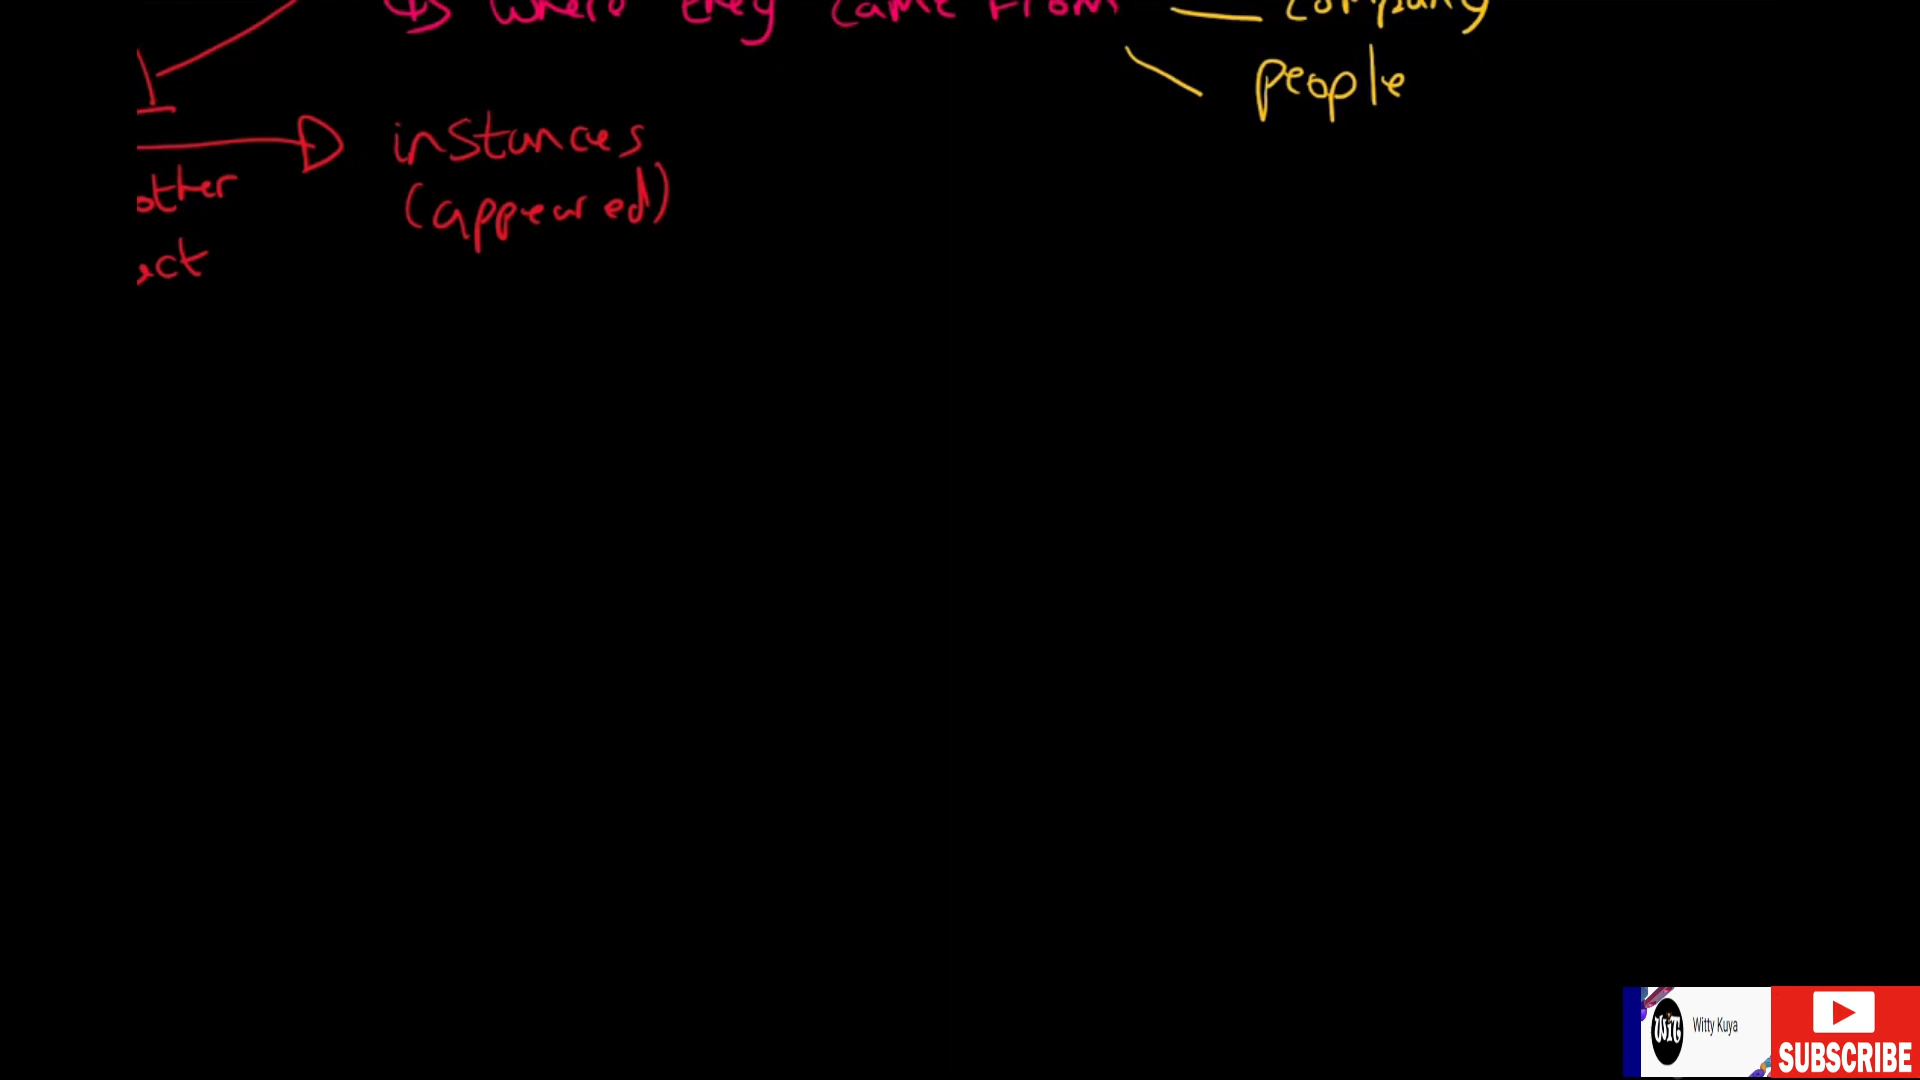 where they came from
company
people
instances
other
(appeared)
ect
Witty Kuya
SUBSCRIBE